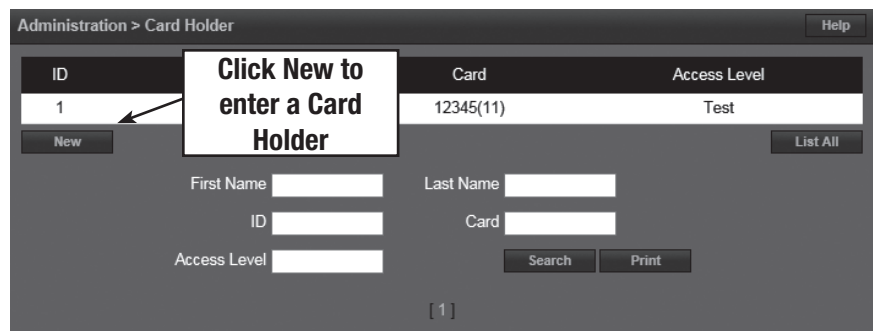 Administration > Card Holder Help
ID Card Access Level
1 12345(11) Test
Click New to
enter a Card
Holder
New List All
First Name Last Name
ID Card
Access Level Search Print
[ 1 ]